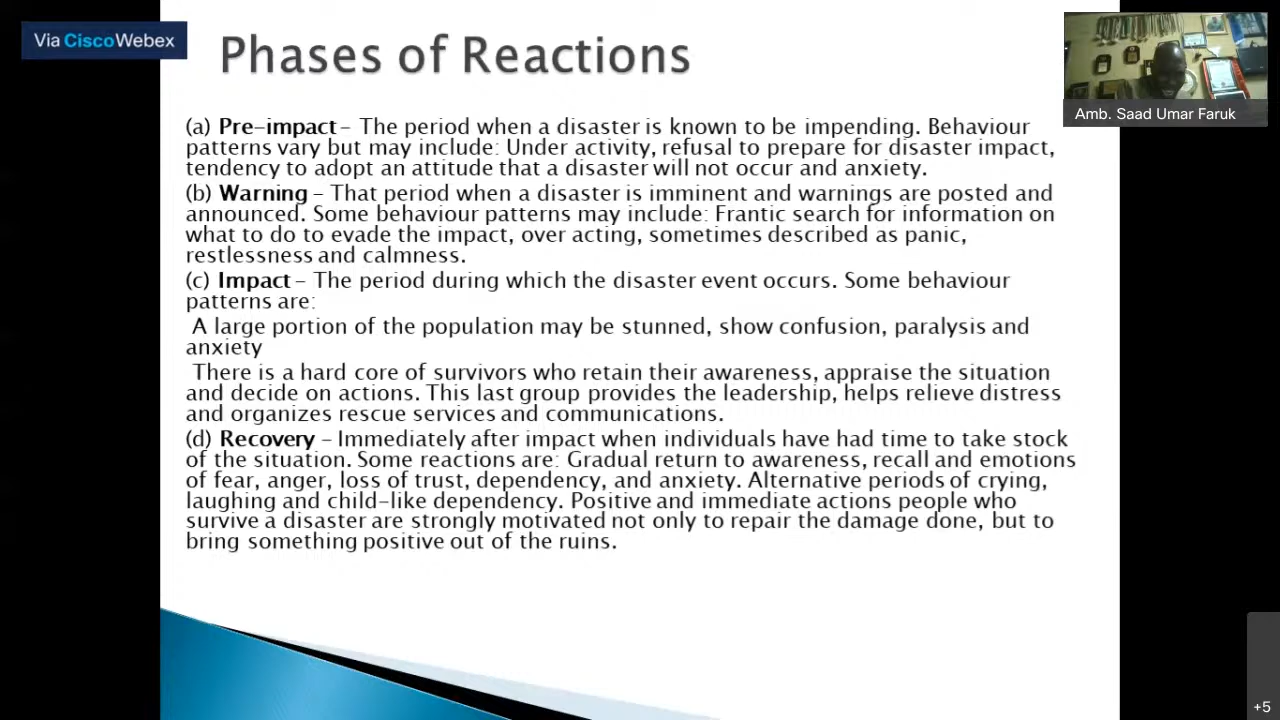 Via CiscoWebex
Phases of Reactions
Amb. Saad Umar Faruk
(a) Pre-impact – The period when a disaster is known to be impending. Behaviour
patterns vary but may include: Under activity, refusal to prepare for disaster impact,
tendency to adopt an attitude that a disaster will not occur and anxiety.
(b) Warning – That period when a disaster is imminent and warnings are posted and
announced. Some behaviour patterns may include: Frantic search for information on
what to do to evade the impact, over acting, sometimes described as panic,
restlessness and calmness.
(c) Impact – The period during which the disaster event occurs. Some behaviour
patterns are:
A large portion of the population may be stunned, show confusion, paralysis and
anxiety
There is a hard core of survivors who retain their awareness, appraise the situation
and decide on actions. This last group provides the leadership, helps relieve distress
and organizes rescue services and communications.
(d) Recovery – Immediately after impact when individuals have had time to take stock
of the situation. Some reactions are: Gradual return to awareness, recall and emotions
of fear, anger, loss of trust, dependency, and anxiety. Alternative periods of crying,
laughing and child-like dependency. Positive and immediate actions people who
survive a disaster are strongly motivated not only to repair the damage done, but to
bring something positive out of the ruins.
+5